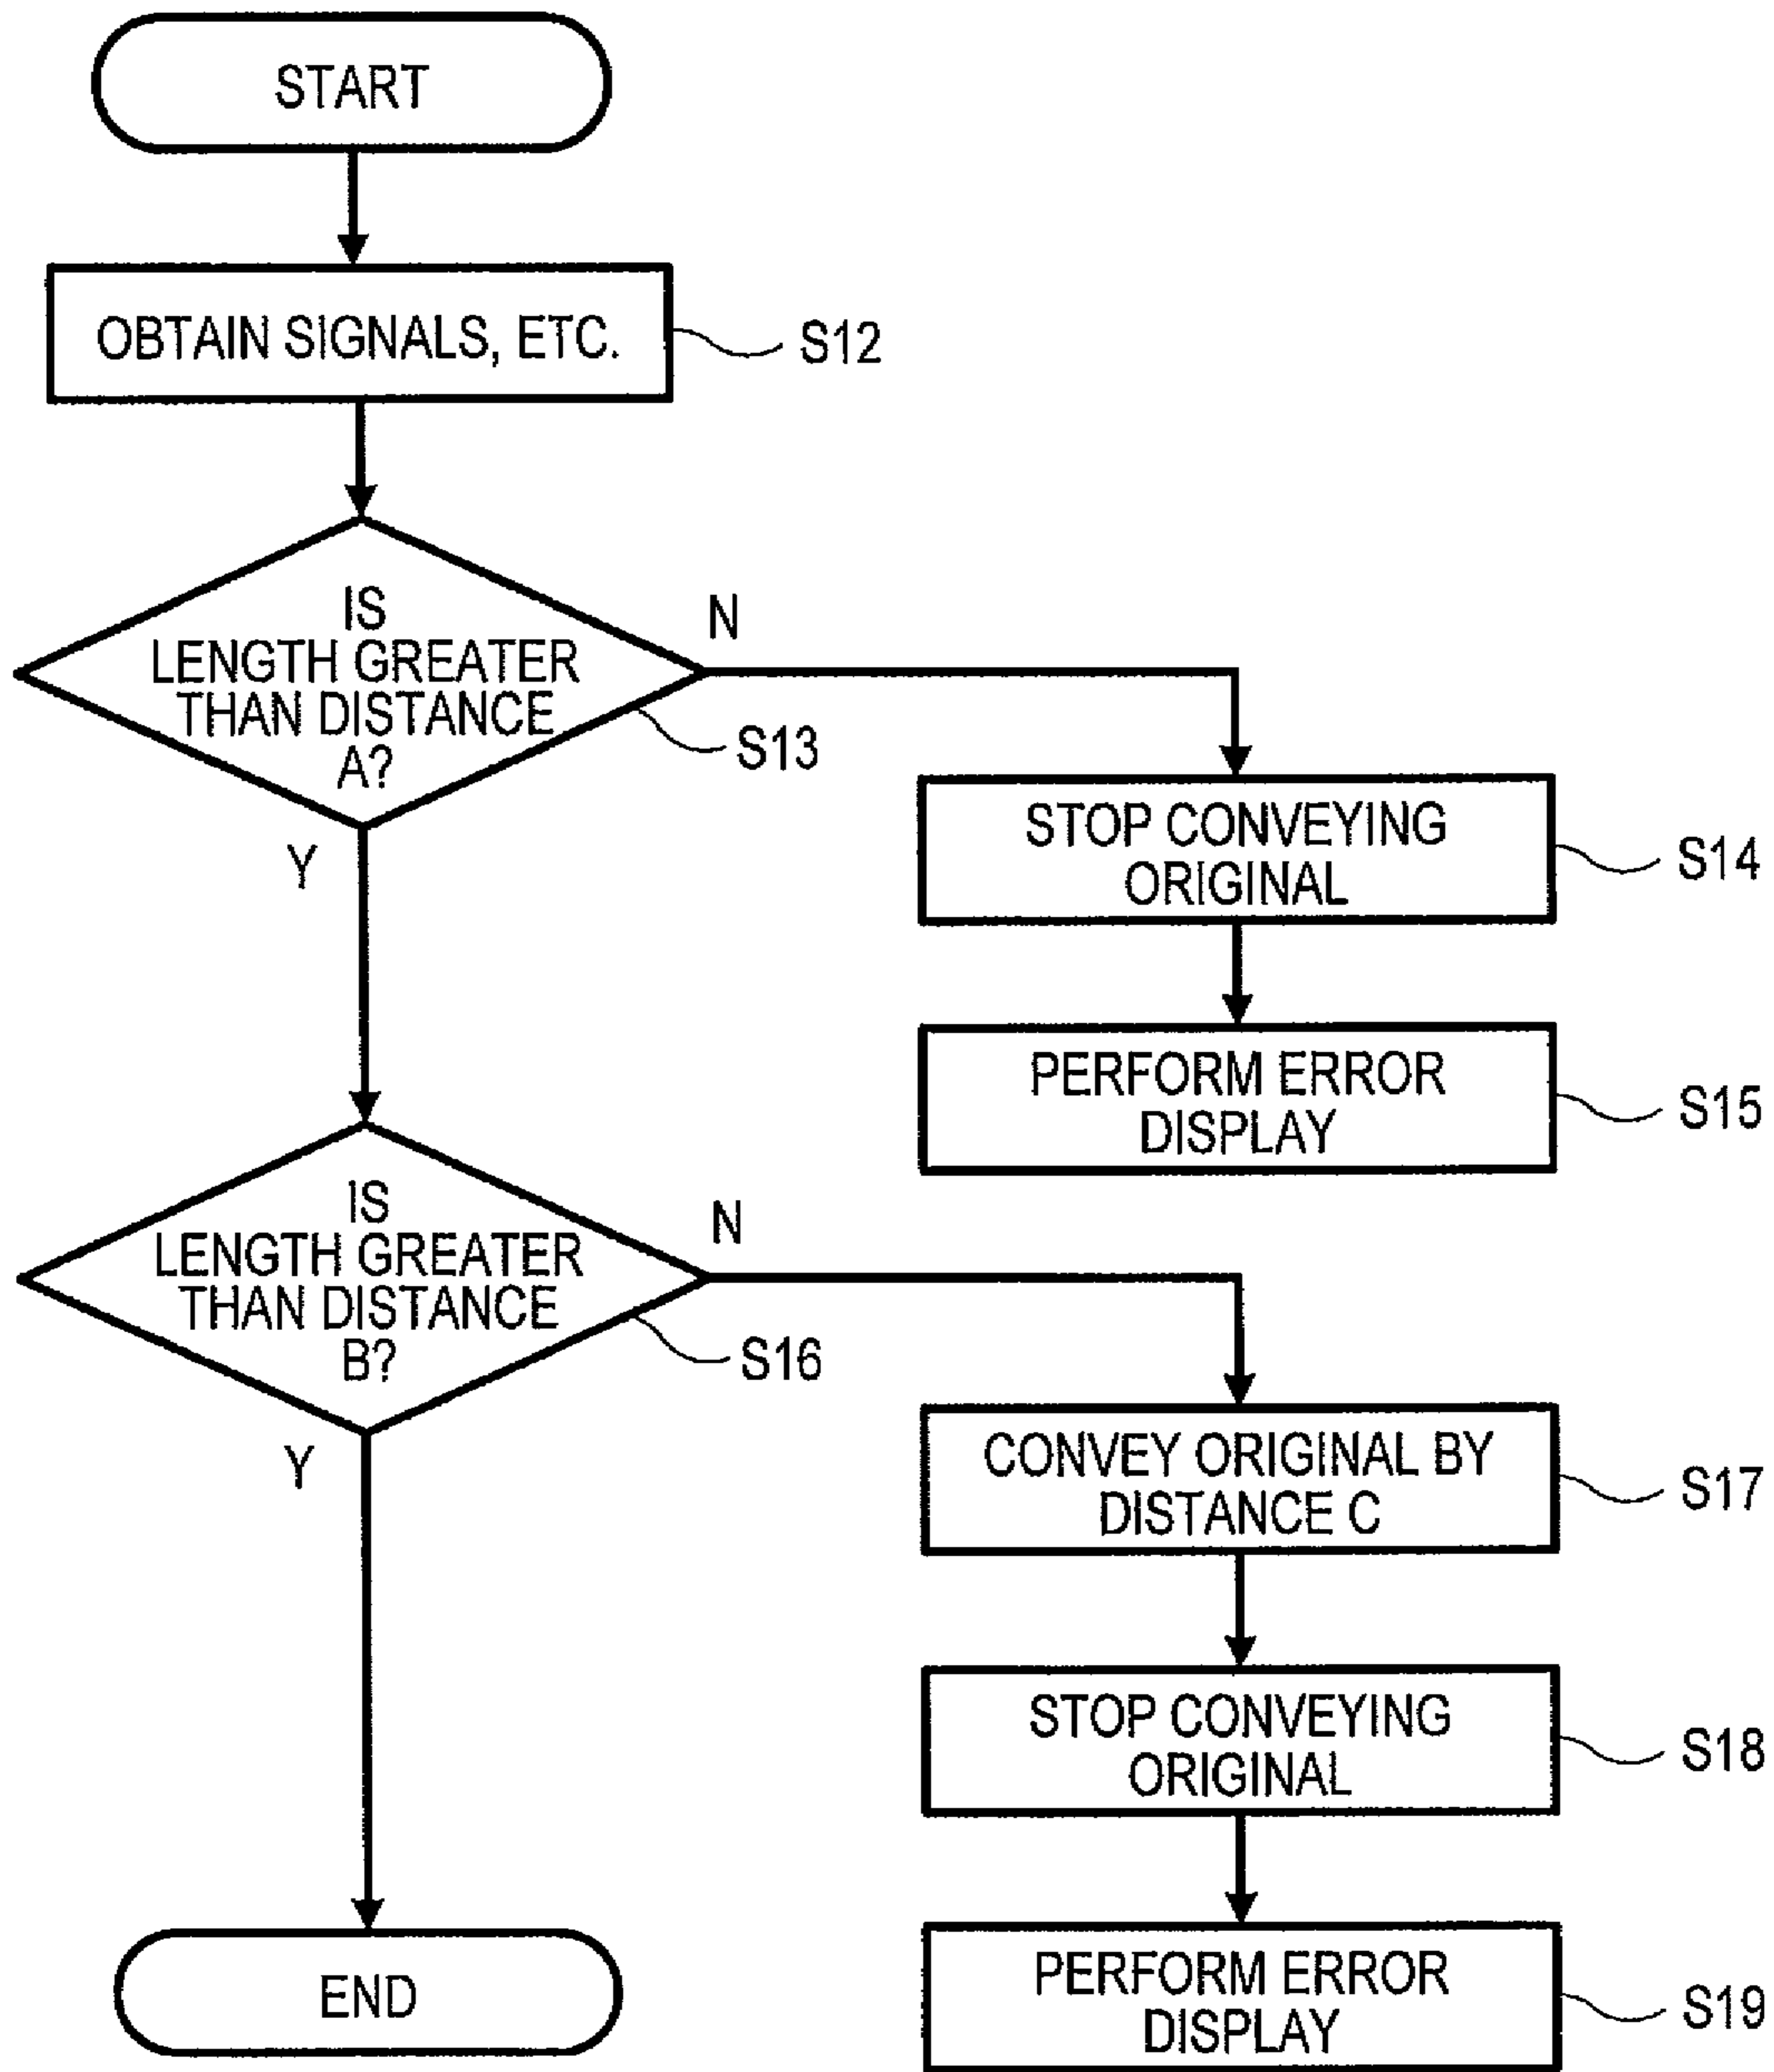 START
OBTAIN SIGNALS, ETC.
S12
IS
LENGTH GREATER
THAN DISTANCE
A?
N
S13
Y
STOP CONVEYING
ORIGINAL
S14
PERFORM ERROR
DISPLAY
S15
IS
LENGTH GREATER
THAN DISTANCE
B?
N
S16
Y
CONVEY ORIGINAL BY
DISTANCE C
S17
STOP CONVEYING
ORIGINAL
S18
PERFORM ERROR
DISPLAY
S19
END